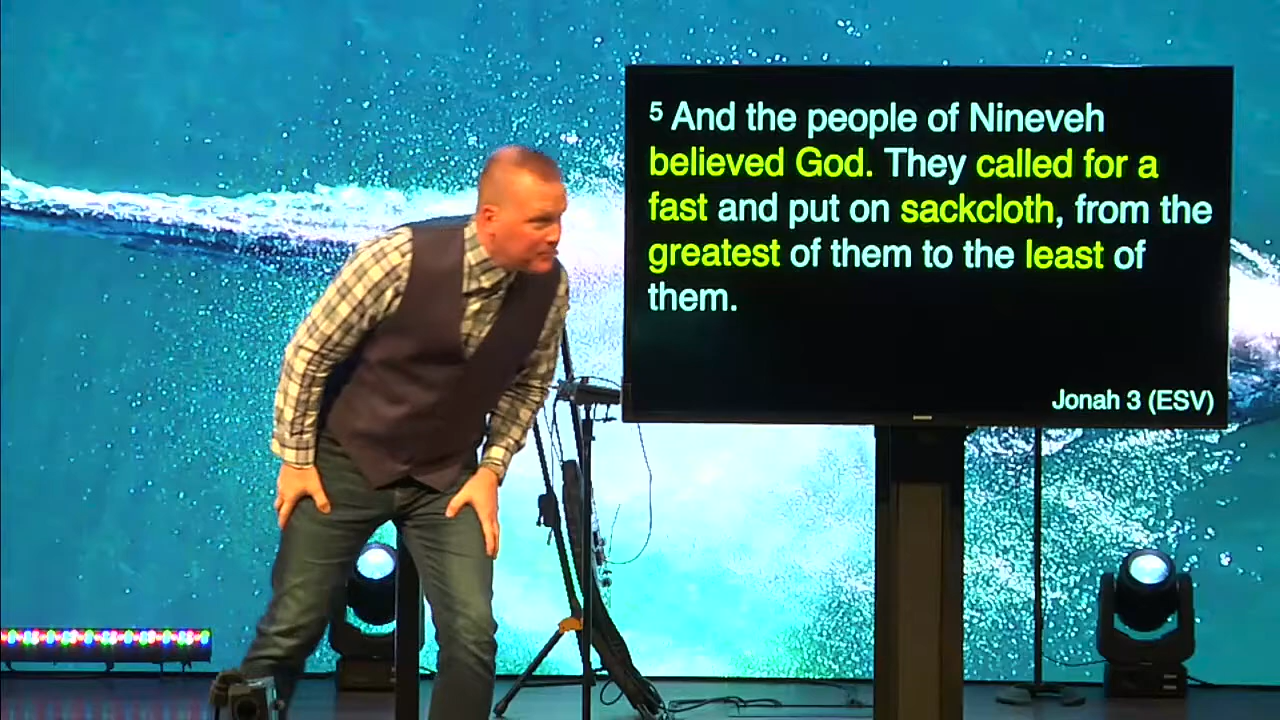 5 And the people of Nineveh
believed God. They called for a
fast and put on sackcloth, from the
greatest of them to the least of
them.
Jonah 3 (ESV)